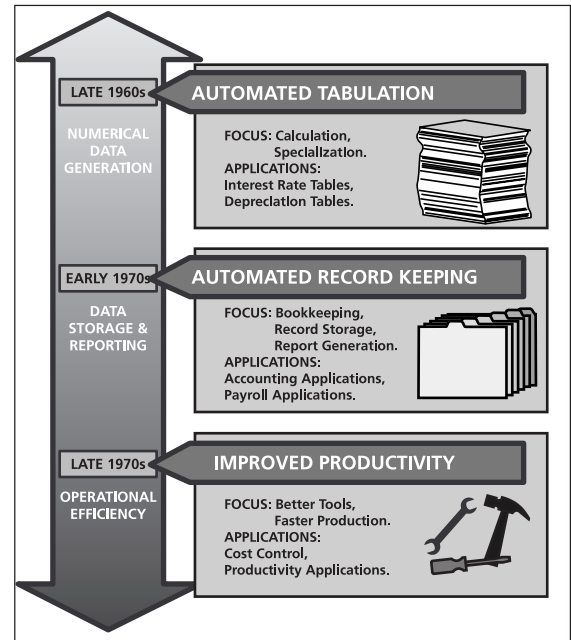 LATE 1960s
AUTOMATED TABULATION
NUMERICAL
DATA
GENERATION
FOCUS: Calculation,
Specialization.
APPLICATIONS:
Interest Rate Tables,
Depreciation Tables.
EARLY 1970s
AUTOMATED RECORD KEEPING
DATA
STORAGE &
REPORTING
FOCUS: Bookkeeping,
Record Storage,
Report Generation.
APPLICATIONS:
Accounting Applications,
Payroll Applications.
LATE 1970s
IMPROVED PRODUCTIVITY
OPERATIONAL
EFFICIENCY
FOCUS: Better Tools,
Faster Production.
APPLICATIONS:
Cost Control,
Productivity Applications.